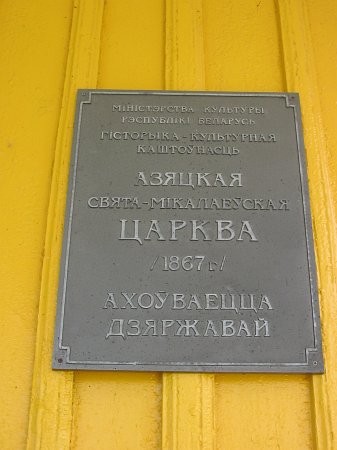 МІНІСТЭРСТВА КУЛЬТУРЫ
РЭСПУБЛІКІ БЕЛАРУСЬ
ГІСТОРЫКА-КУЛЬТУРНАЯ
КАШТОЎНАСЦЬ
АЗЯЦКАЯ
СВЯТА-МІКАЛАЕЎСКАЯ
ЦАРКВА
/1867 г/
АХОЎВАЕЦЦА
ДЗЯРЖАВАЙ